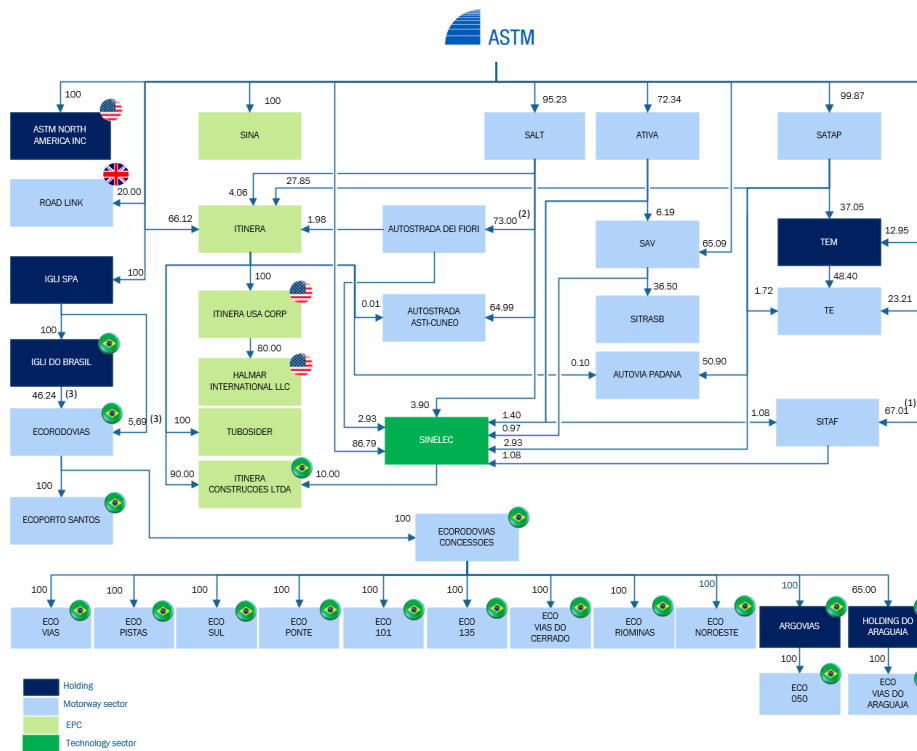 ASTM
100
100
95.23
72.34
99.87
ASTM NORTH
AMERICA INC
SINA
SALT
ATIVA
SATAP
ROAD LINK
20.00
4.06
27.85
66.12
ITINERA
1.98
AUTOSTRADA DEI FIORI
73.00
(2)
6.19
SAV
65.09
37.05
TEM
12.95
IGLI SPA
100
100
ITINERA USA CORP
0.01
AUTOSTRADA
ASTI-CUNEO
64.99
36.50
SITRASB
48.40
1.72
TE
23.21
100
IGLI DO BRASIL
80.00
HALMAR
INTERNATIONAL LLC
0.10
AUTOVIA PADANA
50.90
46.24
(3)
ECORODOVIAS
5,69
(3)
100
TUBOSIDER
2.93
3.90
86.79
SINELEC
1.40
0.97
2.93
1.08
1.08
SITAF
67.01
(1)
90.00
ITINERA
CONSTRUCOES LTDA
10.00
100
ECOPORTO SANTOS
100
ECORODOVIAS
CONCESSOES
100
100
100
100
100
100
100
100
100
100
65.00
ECO
VIAS
ECO
PISTAS
ECO
SUL
ECO
PONTE
ECO
101
ECO
135
ECO
VIAS DO
CERRADO
ECO
RIOMINAS
ECO
NOROESTE
ARGOVIAS
HOLDING DO
ARAGUAIA
100
100
ECO
050
ECO
VIAS DO
ARAGUAJA
Holding
Motorway sector
EPC
Technology sector